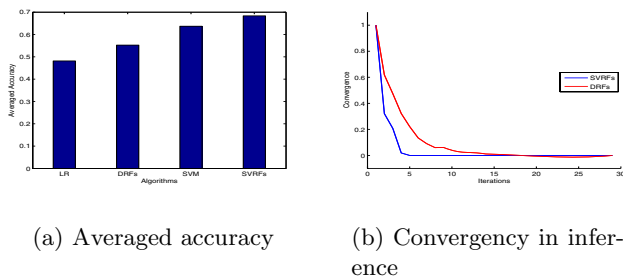 0.7
0.6
0.5
0.4
0.3
0.2
0.1
0
Averaged Accuracy
LR DRFs SVM SVRFs
Algorithms
1
0.8
0.6
0.4
0.2
0
Convergence
0 5 10 15 20 25 30
Iterations
SVRFs
DRFs
(a) Averaged accuracy
(b) Convergency in infer-
ence